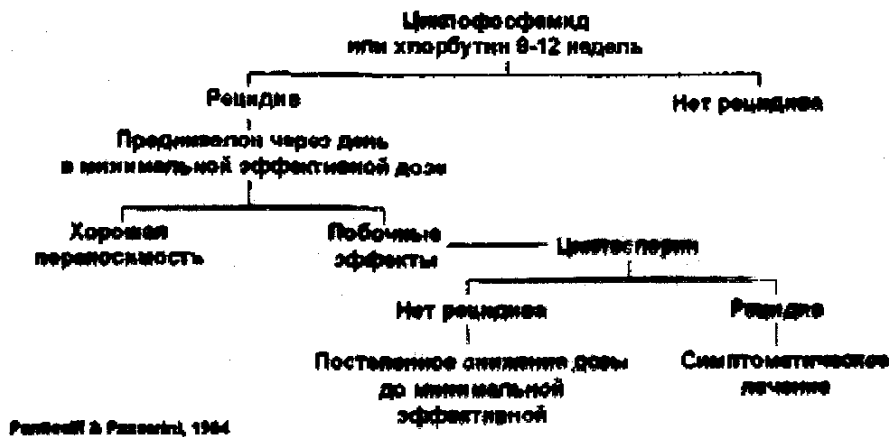 Циклофосфамид
или хлорбутин 8-12 недель
Рецидив
Нет рецидива
Преднизолон через день
в минимальной эффективной дозе
Хорошая
переносимость
Побочные
эффекты
Циклоспорин
Нет рецидива
Рецидив
Постепенное снижение дозы
до минимальной
эффективной
Симптоматическое
лечение
& Passerini,